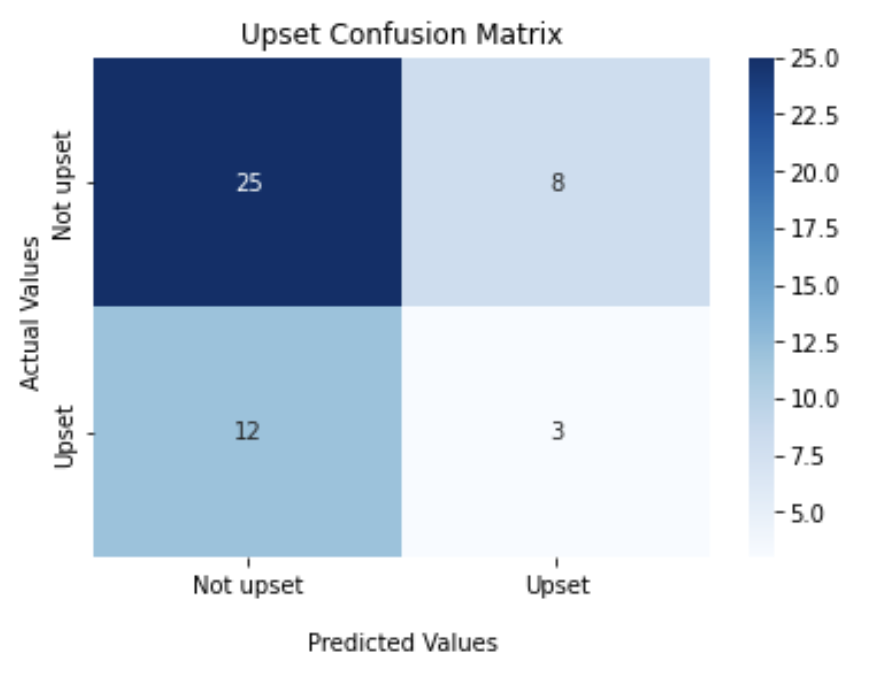 Upset Confusion Matrix
Actual Values
Not upset
Upset
25
8
12
3
Not upset
Upset
Predicted Values
25.0
22.5
20.0
17.5
15.0
12.5
10.0
7.5
5.0